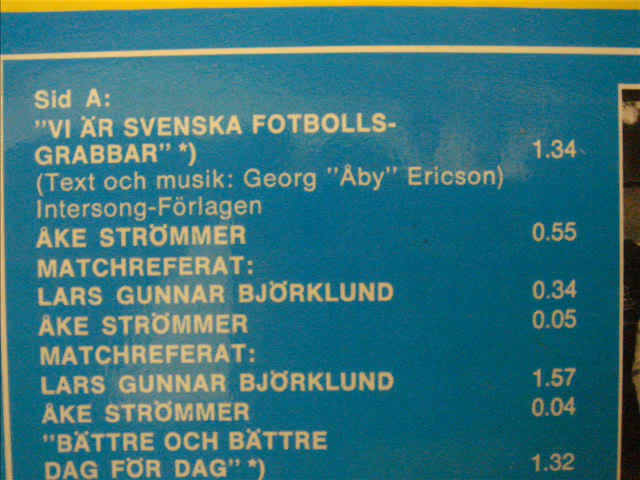 Sid A:
"VI ÄR SVENSKA FOTBOLLS-
GRABBAR" *) 1.34
(Text och musik: Georg "Åby" Ericson)
Intersong-Förlagen
ÅKE STRÖMMER 0.55
MATCHREFERAT:
LARS GUNNAR BJÖRKLUND 0.34
ÅKE STRÖMMER 0.05
MATCHREFERAT:
LARS GUNNAR BJÖRKLUND 1.57
ÅKE STRÖMMER 0.04
"BÄTTRE OCH BÄTTRE
DAG FÖR DAG" *) 1.32